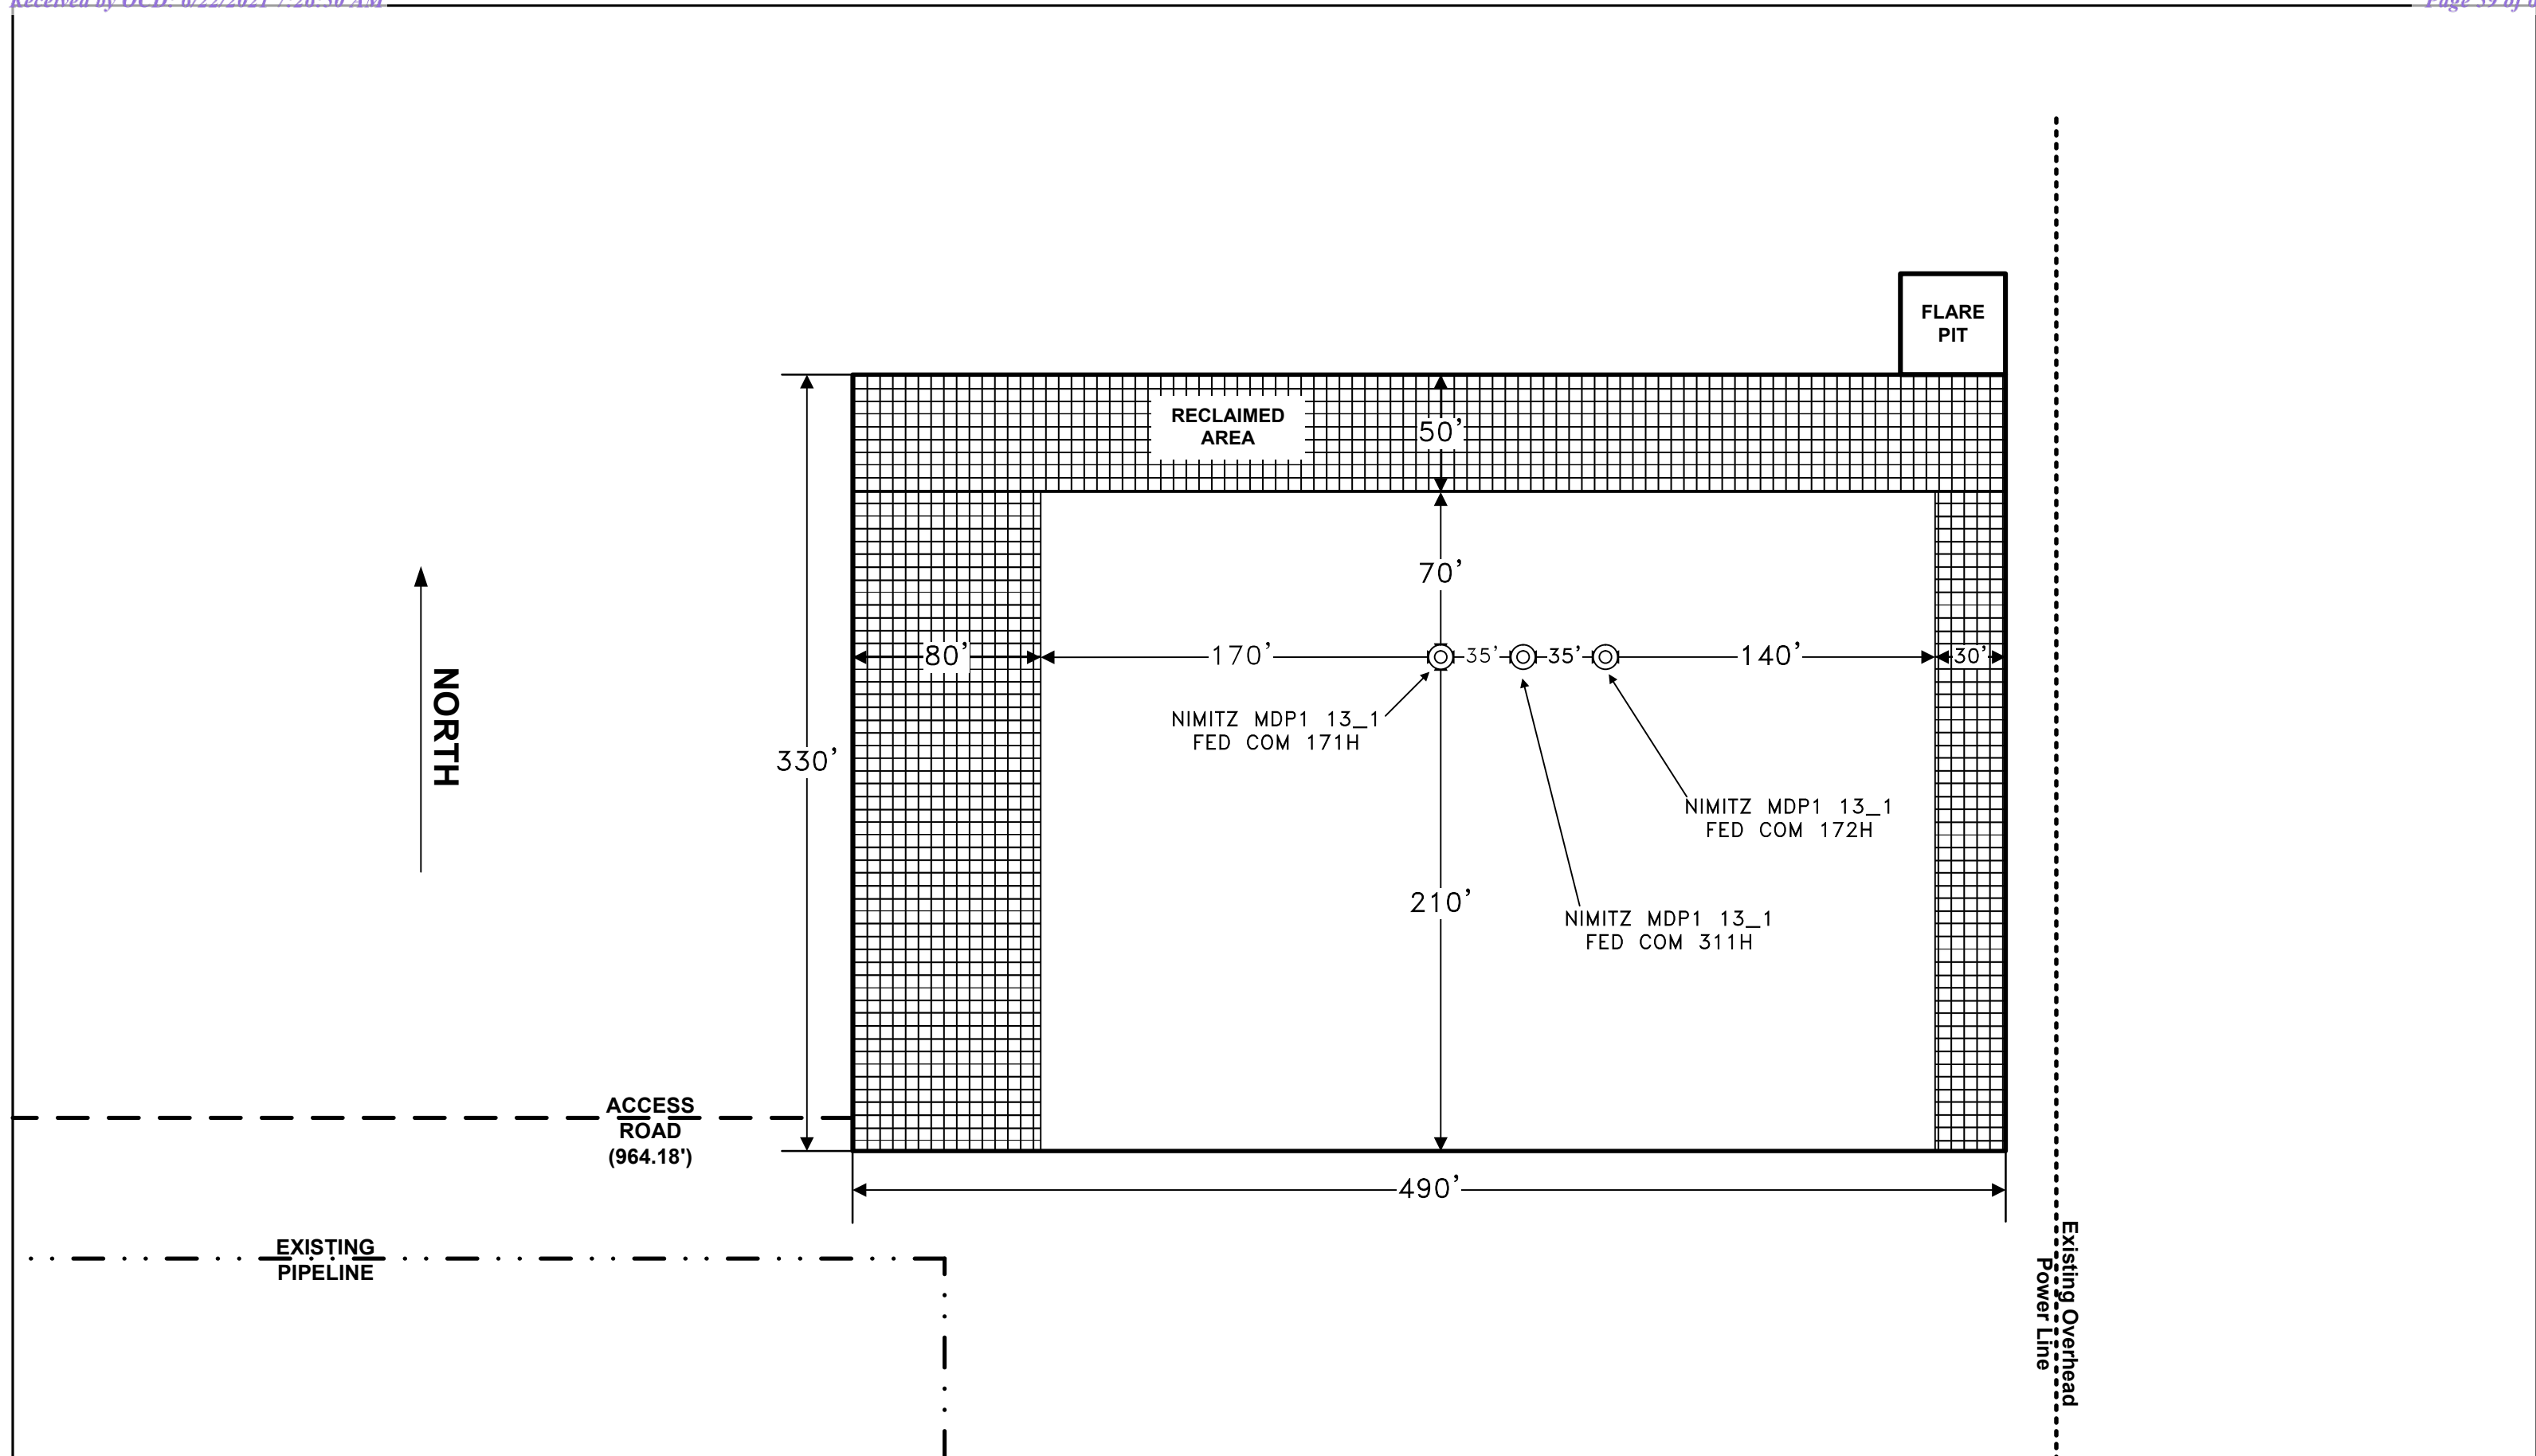 FLARE
PIT
RECLAIMED
AREA
50'
70'
80'
170'
35'
35'
140'
30'
NORTH
NIMITZ MDP1 13_1
FED COM 171H
330'
NIMITZ MDP1 13_1
FED COM 172H
210'
NIMITZ MDP1 13_1
FED COM 311H
ACCESS
ROAD
(964.18')
490'
EXISTING
PIPELINE
Existing Overhead
Power Line